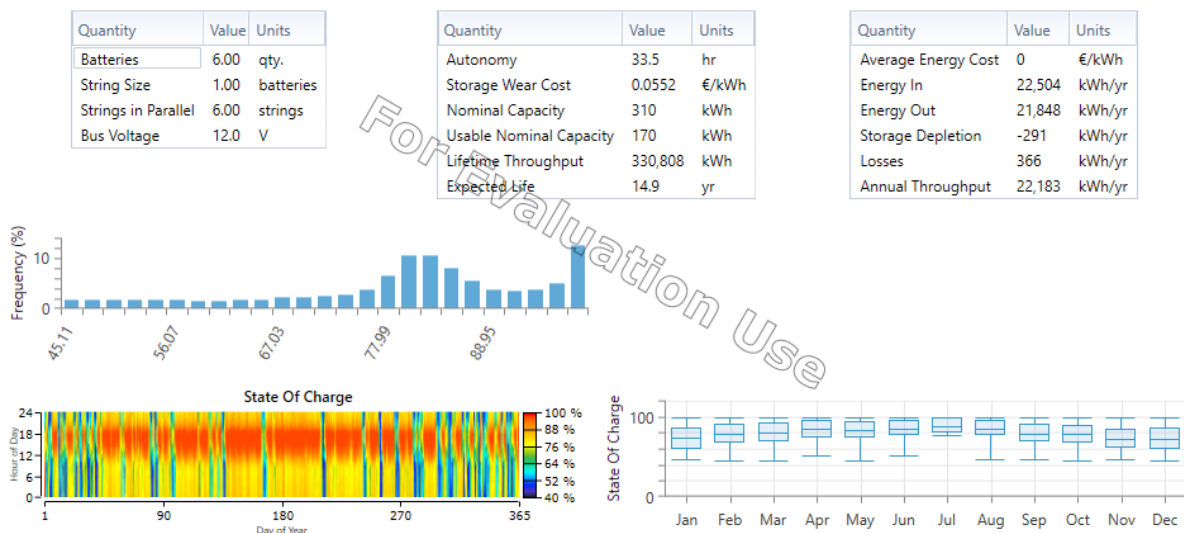 Quantity Value Units
Batteries 6.00 qty.
String Size 1.00 batteries
Strings in Parallel 6.00 strings
Bus Voltage 12.0 V
Quantity Value Units
Autonomy 33.5 hr
Storage Wear Cost 0.0552 €/kWh
Nominal Capacity 310 kWh
Usable Nominal Capacity 170 kWh
Lifetime Throughput 330,808 kWh
Expected Life 14.9 yr
Quantity Value Units
Average Energy Cost 0 €/kWh
Energy In 22,504 kWh/yr
Energy Out 21,848 kWh/yr
Storage Depletion -291 kWh/yr
Losses 366 kWh/yr
Annual Throughput 22,183 kWh/yr
For Evaluation Use
Frequency (%)
10
0
45.11 56.07 67.03 77.99 88.95
State Of Charge
Hour of Day
24
18
12
6
0
1 90 180 270 365
Day of Year
100 %
88 %
76 %
64 %
52 %
40 %
State Of Charge
100
0
Jan Feb Mar Apr May Jun Jul Aug Sep Oct Nov Dec